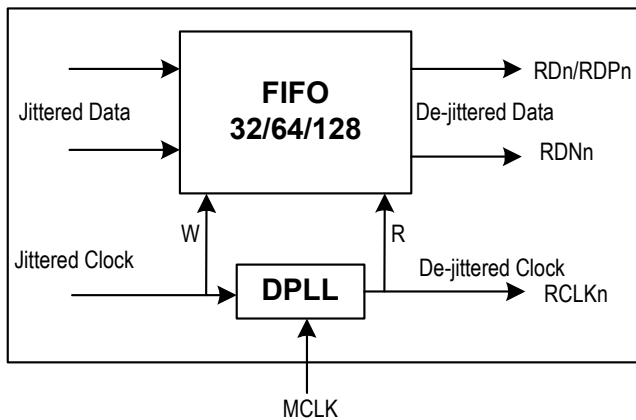 FIFO
32/64/128
Jittered Data
De-jittered Data
RDn/RDPn
RDNn
W
R
Jittered Clock
DPLL
De-jittered Clock
RCLKn
MCLK